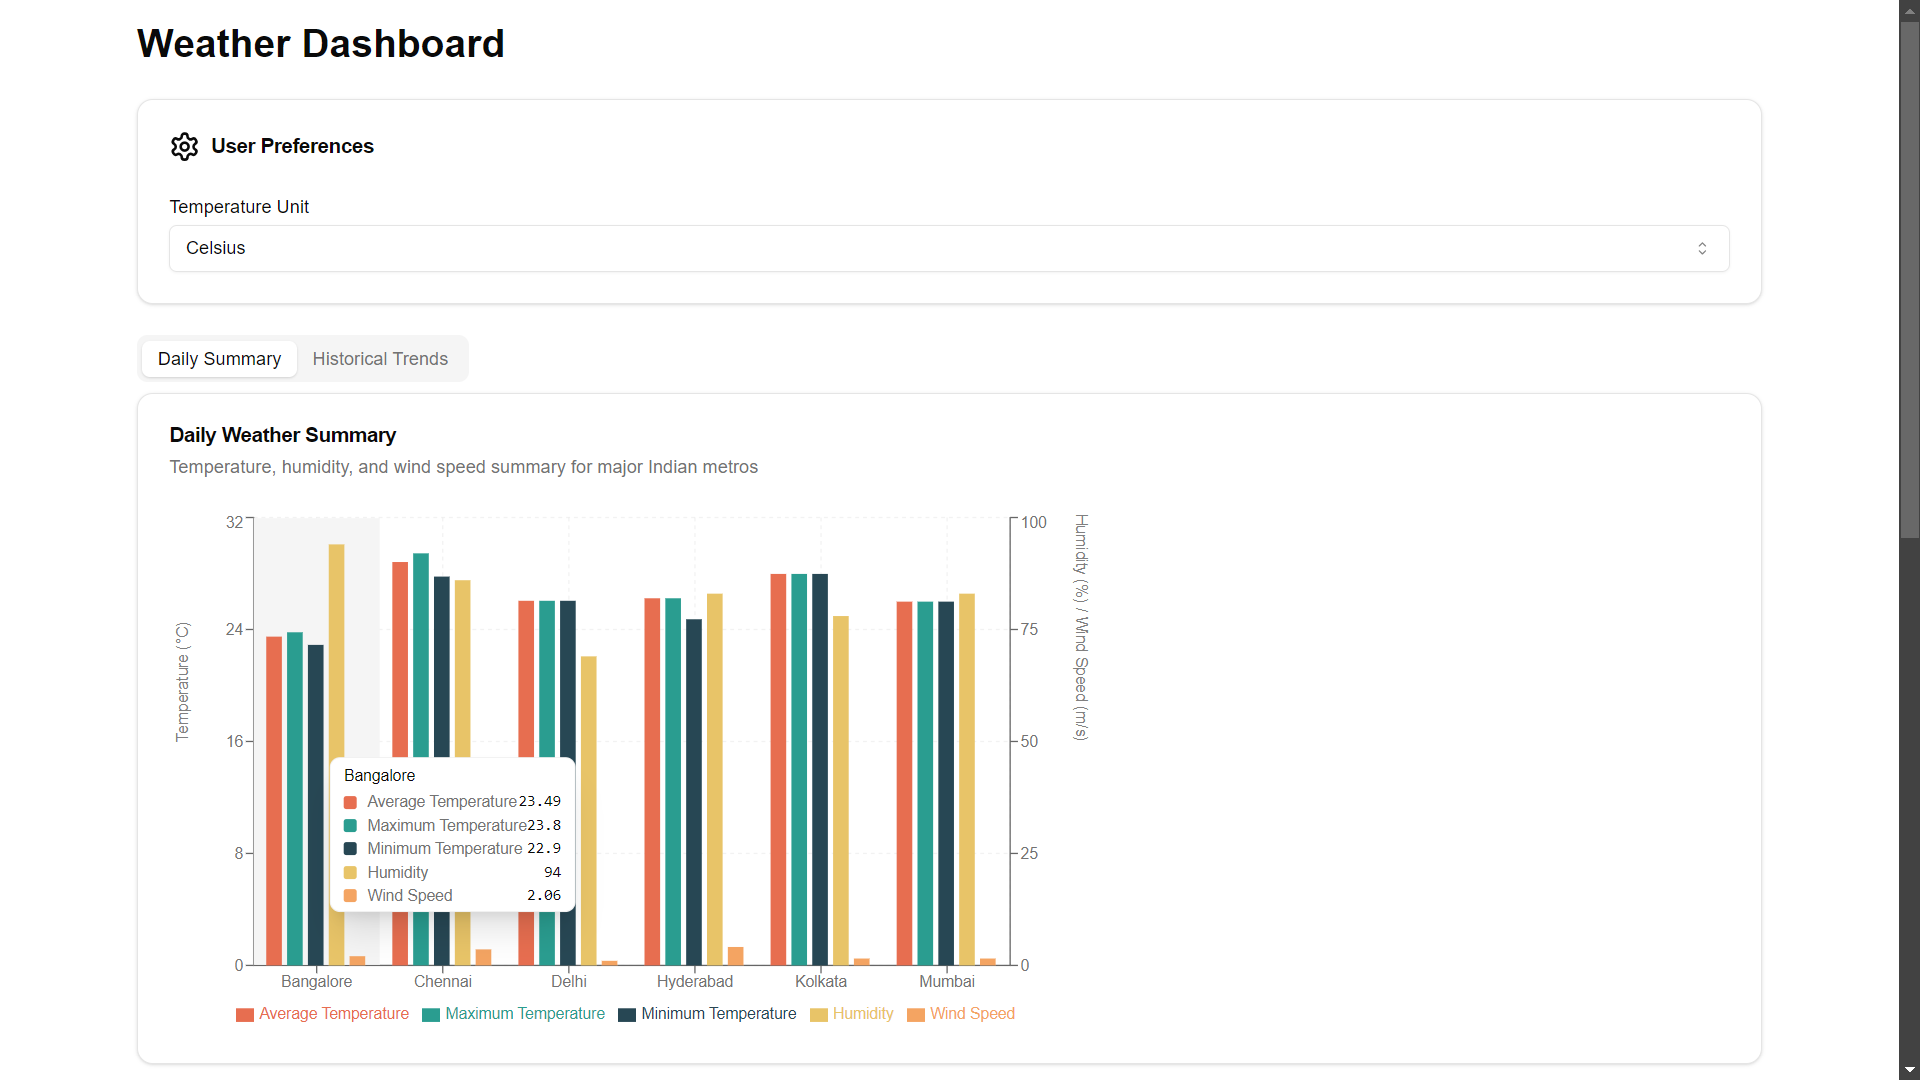 Weather Dashboard
User Preferences
Temperature Unit
Celsius
Daily Summary
Historical Trends
Daily Weather Summary
Temperature, humidity, and wind speed summary for major Indian metros
32
24
16
8
0
Temperature (°C)
100
75
50
25
0
Humidity (%) / Wind Speed (m/s)
Bangalore
Average Temperature 23.49
Maximum Temperature 23.8
Minimum Temperature 22.9
Humidity 94
Wind Speed 2.06
Bangalore Chennai Delhi Hyderabad Kolkata Mumbai
Average Temperature Maximum Temperature Minimum Temperature Humidity Wind Speed